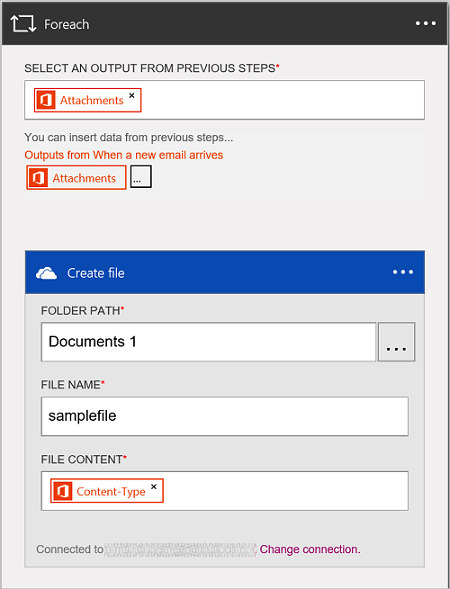 Foreach
SELECT AN OUTPUT FROM PREVIOUS STEPS*
Attachments ×
You can insert data from previous steps...
Outputs from When a new email arrives
Attachments ...
Create file
FOLDER PATH*
Documents 1 ...
FILE NAME*
samplefile
FILE CONTENT*
Content-Type ×
Connected to Change connection.